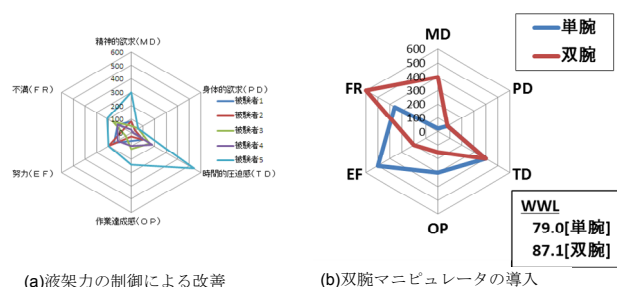 精神的欲求(MD)
600
500
400
300
200
100
0
身体的欲求(PD)
時間的圧迫感(TD)
作業達成感(OP)
努力(EF)
不満(FR)
被験者1
被験者2
被験者3
被験者4
被験者5
(a)液架力の制御による改善
単腕
双腕
MD
600
500
400
300
200
100
0
PD
TD
OP
EF
FR
WWL
79.0[単腕]
87.1[双腕]
(b)双腕マニピュレータの導入